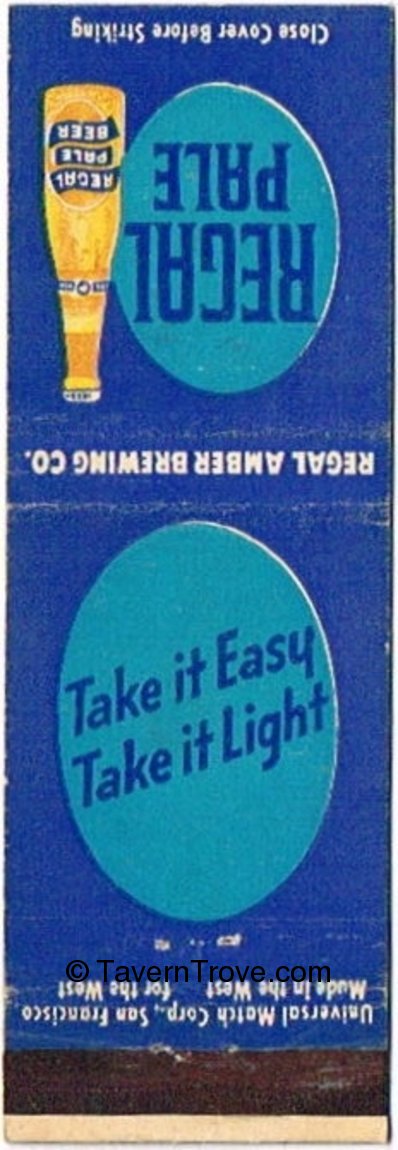 Close Cover Before Striking
REGAL
PALE
REGAL
PALE
BEER
REGAL AMBER BREWING CO.
Take it Easy
Take it Light
© TavernTrove.com
Made In the West for the West
Universal Match Corp., San Francisco